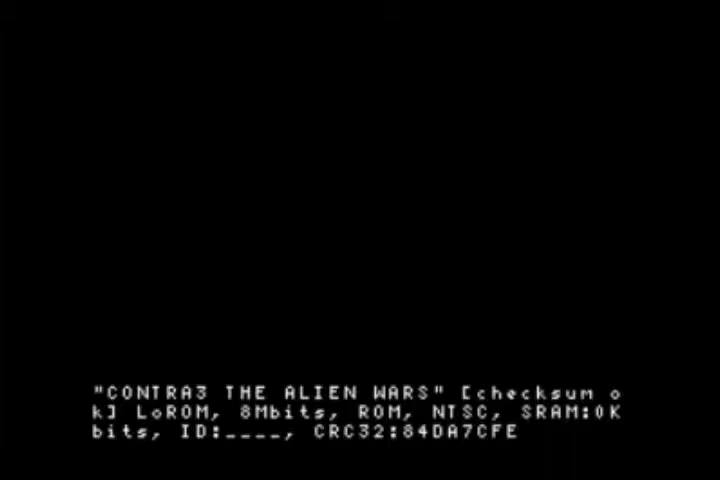 "CONTRA3 THE ALIEN WARS" [checksum o
k] LoROM, 8Mbits, ROM, NTSC, SRAM:0K
bits, ID:____, CRC32:84DA7CFE